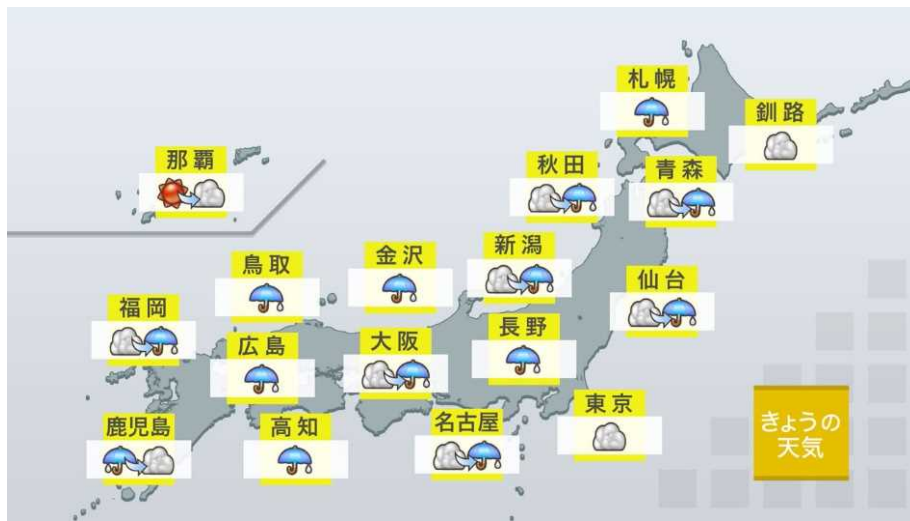 札幌
釧路
那覇
秋田
青森
新潟
金沢
鳥取
仙台
福岡
広島
大阪
長野
東京
鹿児島
高知
名古屋
きょうの
天気